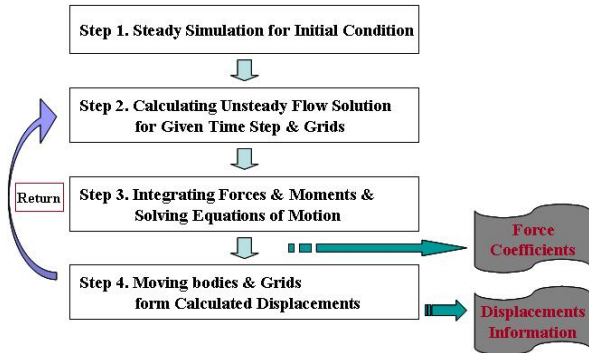 Step 1. Steady Simulation for Initial Condition
Step 2. Calculating Unsteady Flow Solution
for Given Time Step & Grids
Return
Step 3. Integrating Forces & Moments &
Solving Equations of Motion
Force
Coefficients
Step 4. Moving bodies & Grids
form Calculated Displacements
Displacements
Information